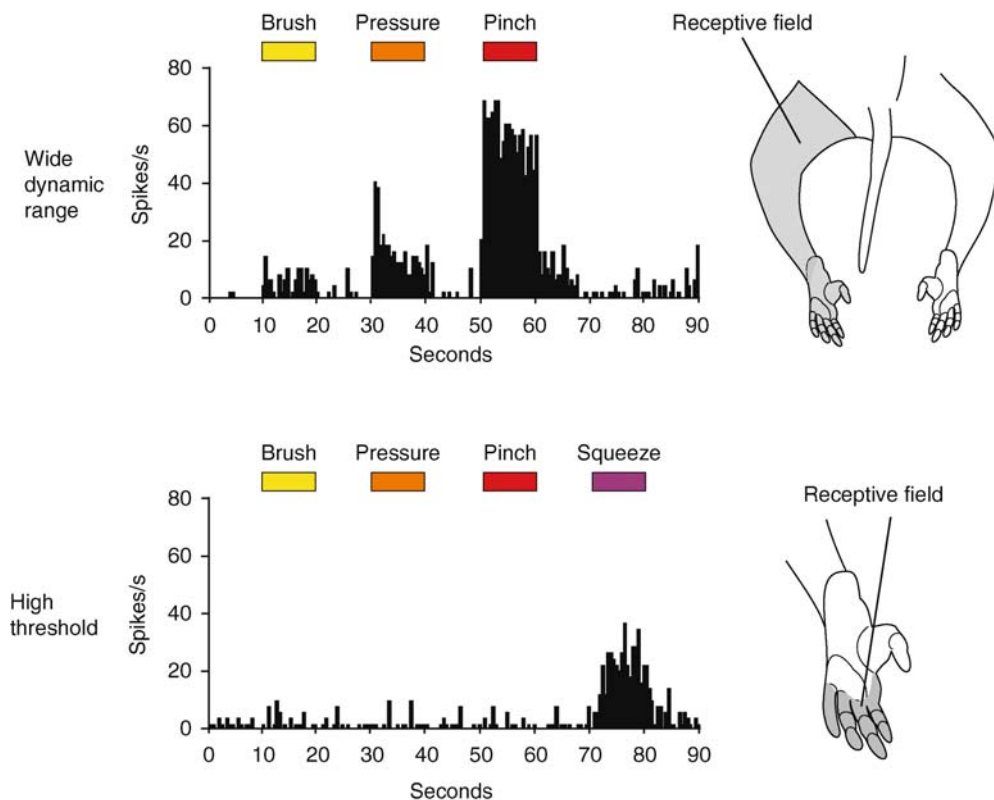 Brush Pressure Pinch
Receptive field
Wide
dynamic
range
Spikes/s
80
60
40
20
0
0 10 20 30 40 50 60 70 80 90
Seconds
Brush Pressure Pinch Squeeze
Receptive field
High
threshold
Spikes/s
80
60
40
20
0
0 10 20 30 40 50 60 70 80 90
Seconds